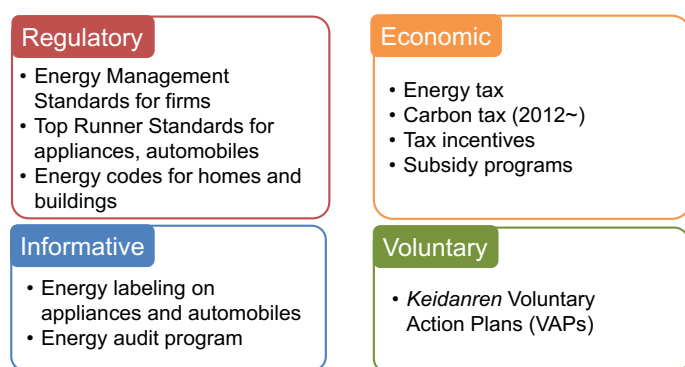 Regulatory
• Energy Management
Standards for firms
• Top Runner Standards for
appliances, automobiles
• Energy codes for homes and
buildings
Economic
• Energy tax
• Carbon tax (2012~)
• Tax incentives
• Subsidy programs
Informative
• Energy labeling on
appliances and automobiles
• Energy audit program
Voluntary
• Keidanren Voluntary
Action Plans (VAPs)